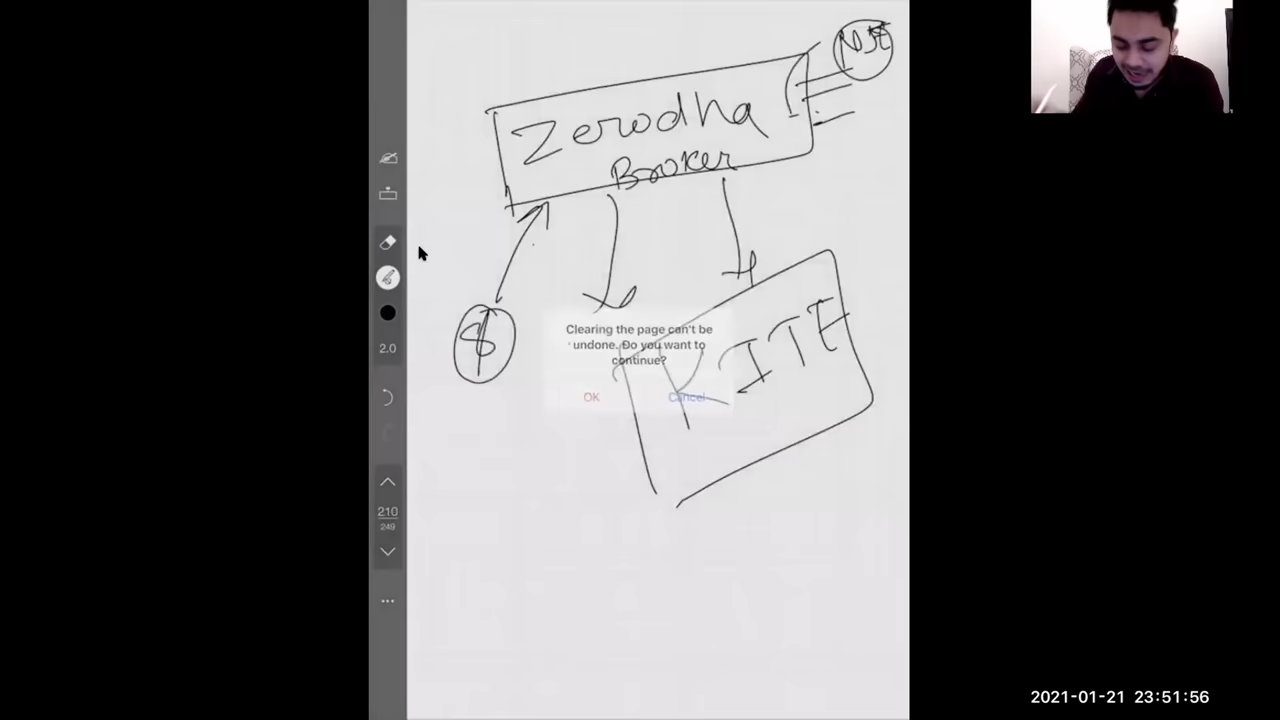 NSE
Zerodha
Broker
$
KITE
Clearing the page can't be
undone. Do you want to
continue?
OK
Cancel
2.0
210
249
2021-01-21 23:51:56